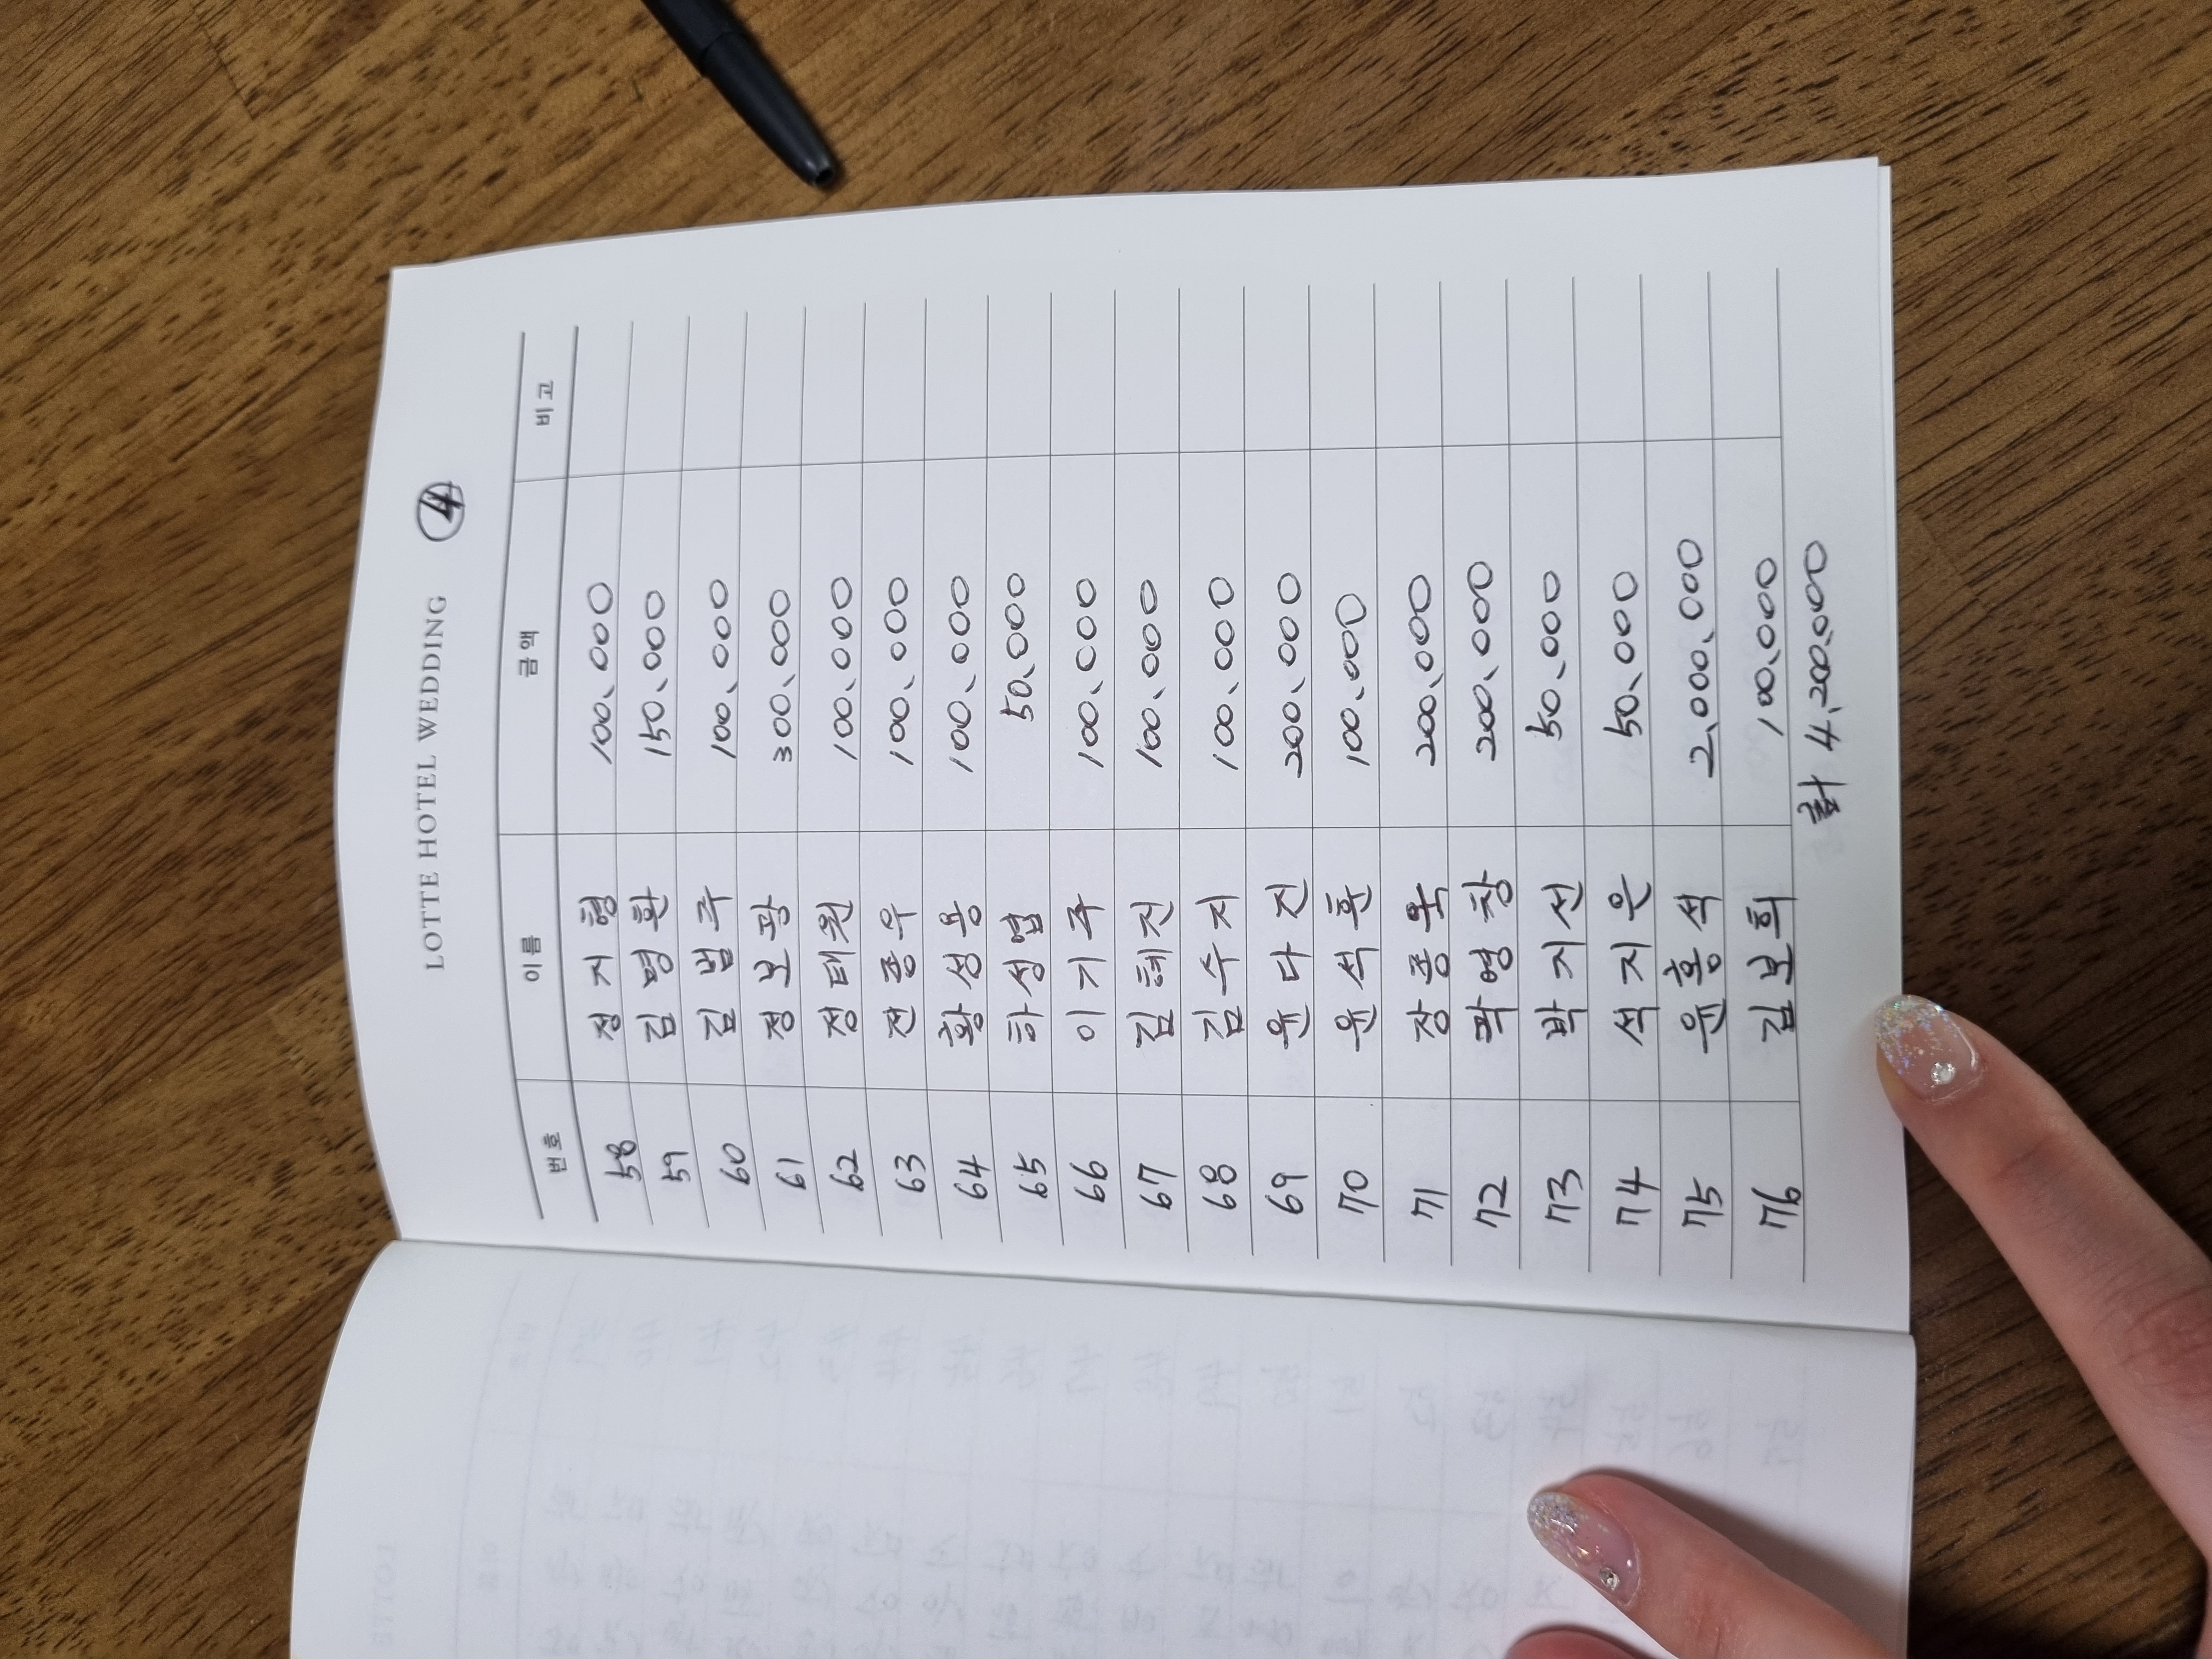 LOTTE HOTEL WEDDING ④
번호 이름 금액 비고
58 정지형 100,000
59 김명환 150,000
60 김범주 100,000
61 정보광 300,000
62 정태원 100,000
63 전종우 100,000
64 황성용 100,000
65 하성엽 50,000
66 이기주 100,000
67 김혜진 100,000
68 김수지 100,000
69 윤다진 200,000
70 윤석훈 100,000
71 장종욱 200,000
72 곽영창 200,000
73 박지선 50,000
74 석지은 50,000
75 윤홍석 2,000,000
76 김보희 100,000
計 4,200,000